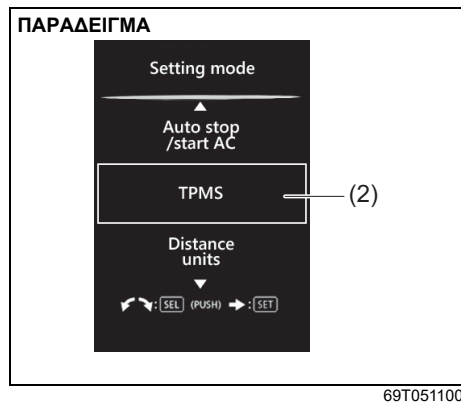 ΠΑΡΑΔΕΙΓΜΑ
Setting mode
Auto stop
/start AC
TPMS
(2)
Distance
units
:SEL (PUSH) :SET
69T051100